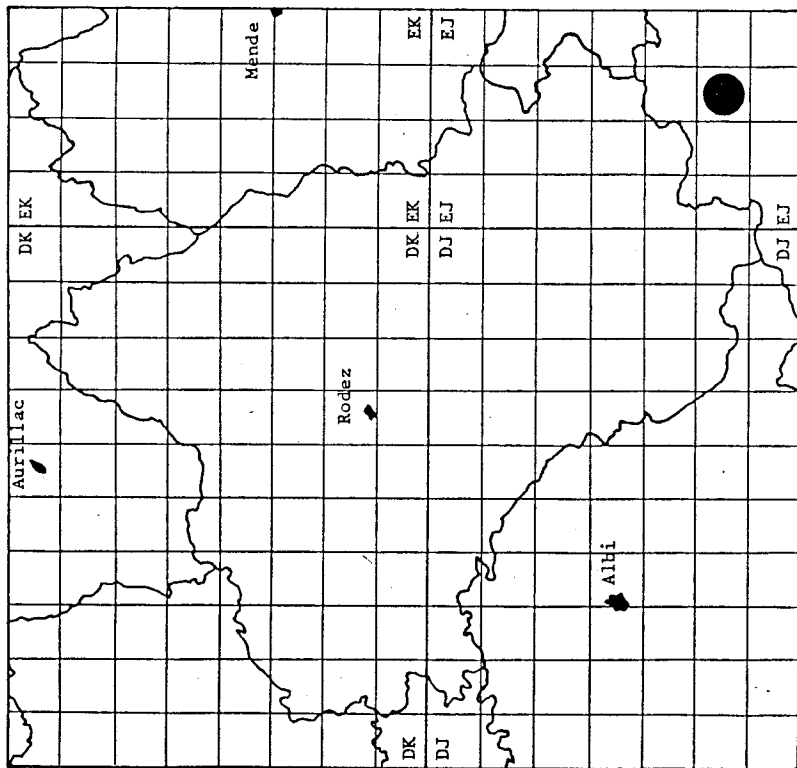 Aurillac
DK EK
Mende
Rodez
DK DK EK EK
DJ DJ EJ EJ
Albi
DJ EJ